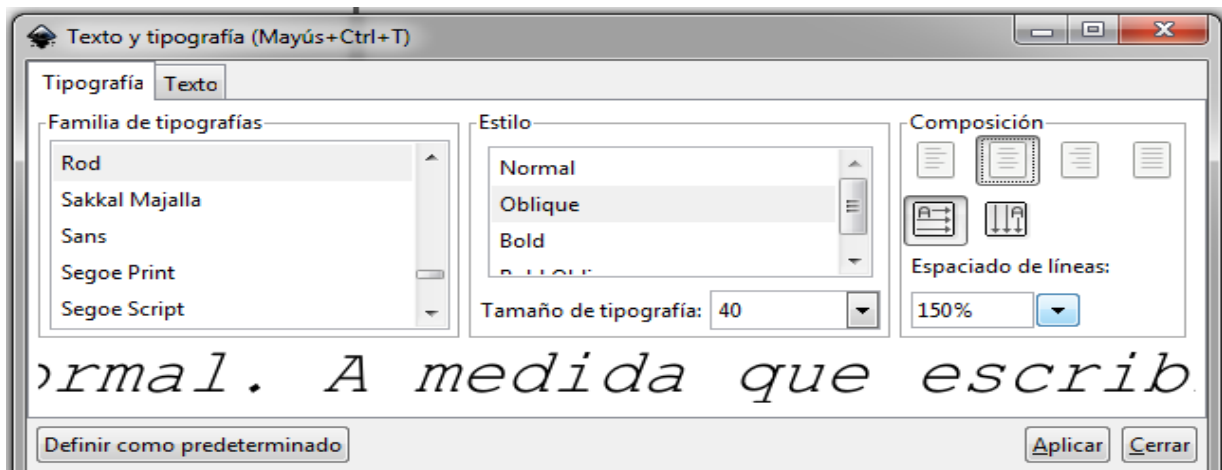 Texto y tipografía (Mayús+Ctrl+T)
Tipografía Texto
Familia de tipografías
Rod
Sakkal Majalla
Sans
Segoe Print
Segoe Script
Estilo
Normal
Oblique
Bold
Tamaño de tipografía: 40
Composición
Espaciado de líneas:
150%
ormal. A medida que escrib
Definir como predeterminado
Aplicar Cerrar